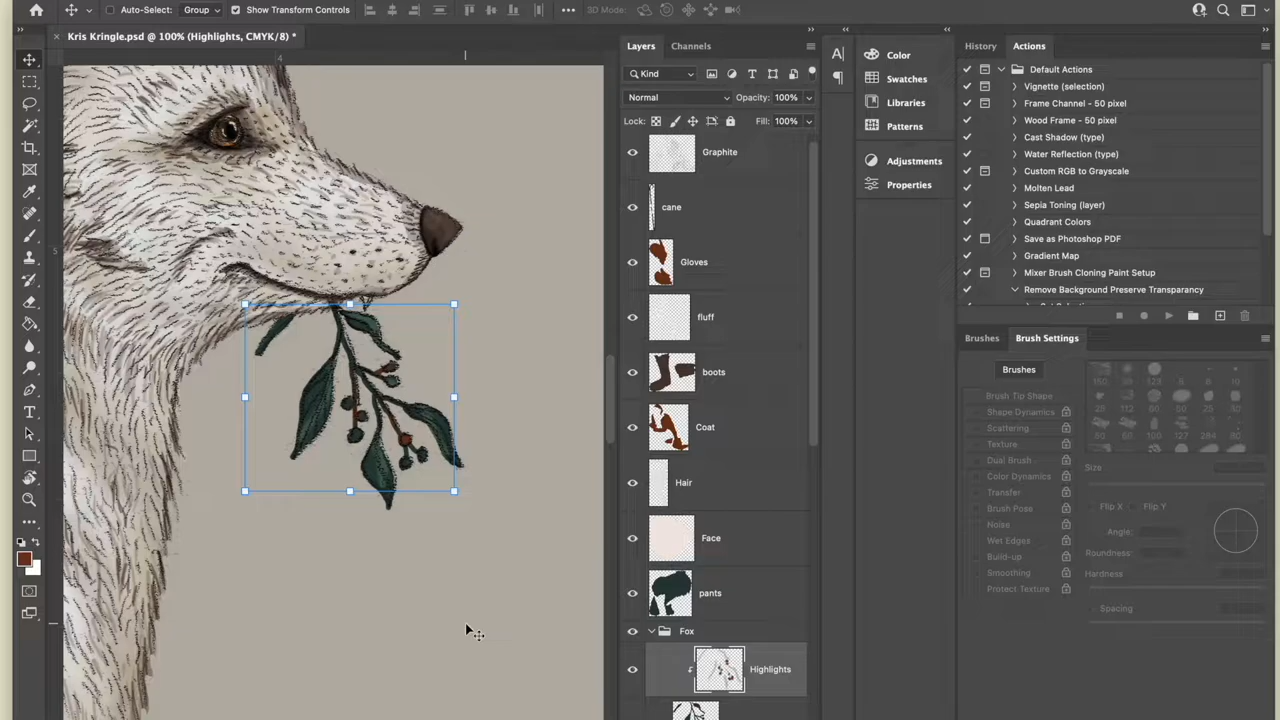 Auto-Select: Group Show Transform Controls 3D Mode:
Kris Kringle.psd @ 100% (Highlights, CMYK/8) *
4
5
Layers Channels
Kind
Normal Opacity: 100%
Lock: Fill: 100%
Graphite
cane
Gloves
fluff
boots
Coat
Hair
Face
pants
Fox
Highlights
Color
Swatches
Libraries
Patterns
Adjustments
Properties
History Actions
Default Actions
Vignette (selection)
Frame Channel - 50 pixel
Wood Frame - 50 pixel
Cast Shadow (type)
Water Reflection (type)
Custom RGB to Grayscale
Molten Lead
Sepia Toning (layer)
Quadrant Colors
Save as Photoshop PDF
Gradient Map
Mixer Brush Cloning Paint Setup
Remove Background Preserve Transparency
Brushes Brush Settings
Brushes
Brush Tip Shape
Shape Dynamics
Scattering
Texture
Dual Brush
Color Dynamics
Transfer
Brush Pose
Noise
Wet Edges
Build-up
Smoothing
Protect Texture
Size
Flip X Flip Y
Angle:
Roundness:
Hardness
Spacing